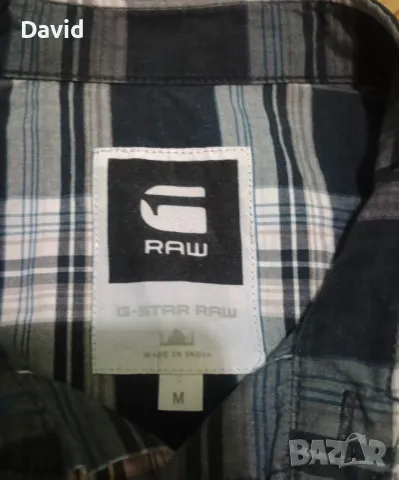 David
RAW
G-STAR RAW
MADE IN INDIA
M
BAZAR